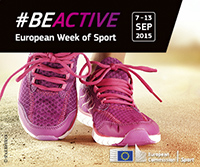 #BEACTIVE
European Week of Sport
7 - 13
SEP
2015
European
Commission
Sport